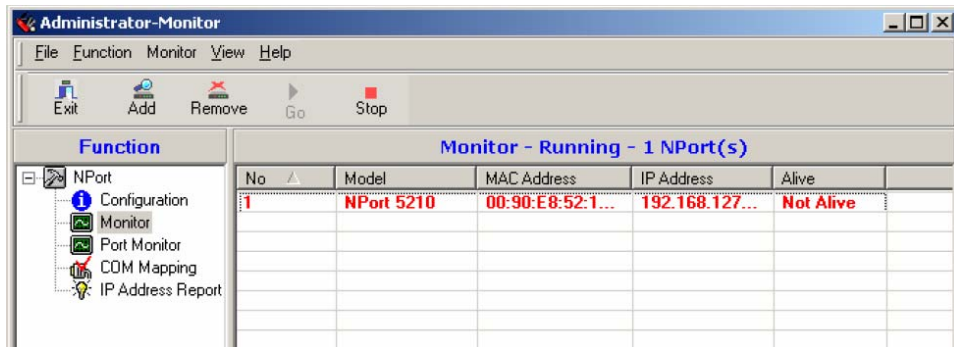 Administrator-Monitor
File Function Monitor View Help
Exit Add Remove Go Stop
Function
Monitor - Running - 1 NPort(s)
NPort
Configuration
Monitor
Port Monitor
COM Mapping
IP Address Report
No Model MAC Address IP Address Alive
1 NPort 5210 00:90:E8:52:1... 192.168.127... Not Alive